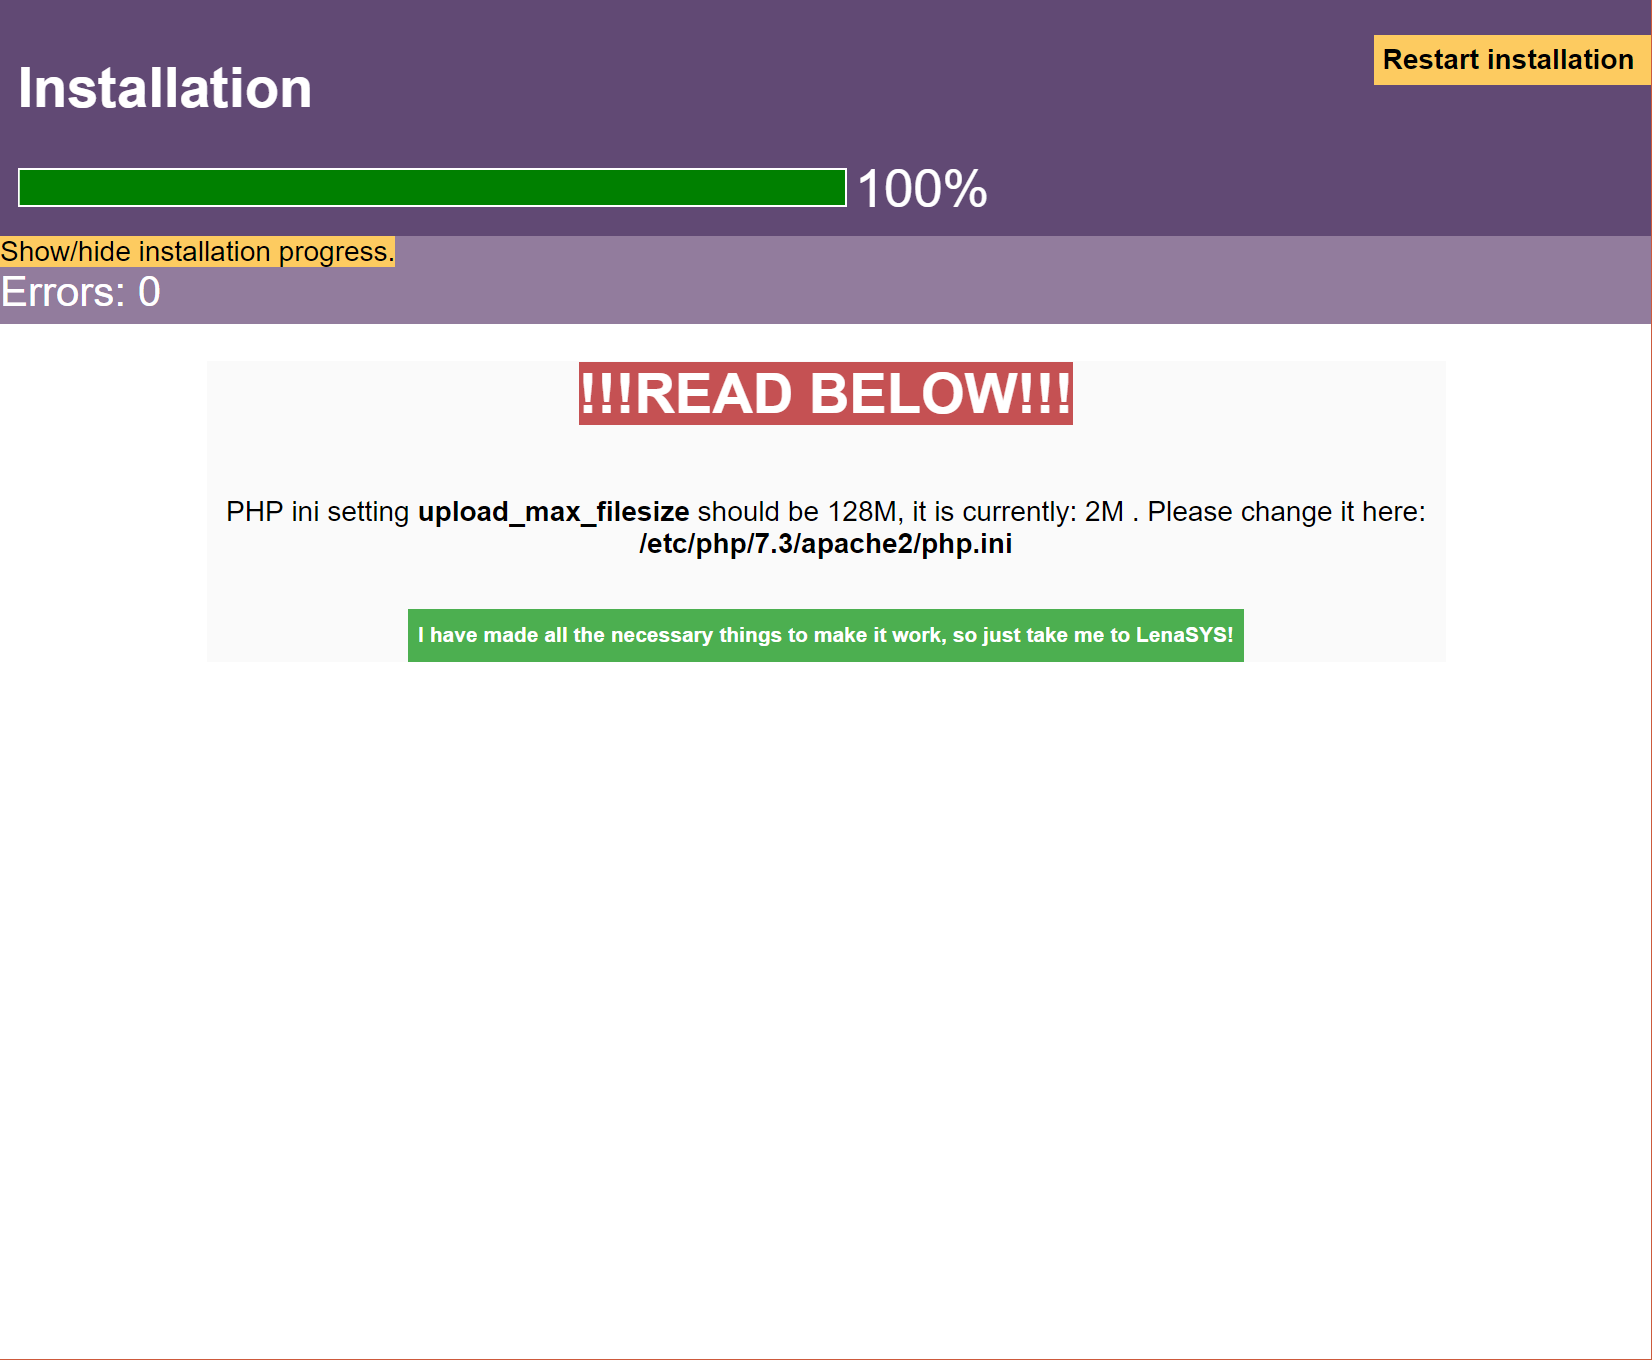 Restart installation
Installation
100%
Show/hide installation progress.
Errors: 0
!!!READ BELOW!!!
PHP ini setting upload_max_filesize should be 128M, it is currently: 2M . Please change it here:
/etc/php/7.3/apache2/php.ini
I have made all the necessary things to make it work, so just take me to LenaSYS!